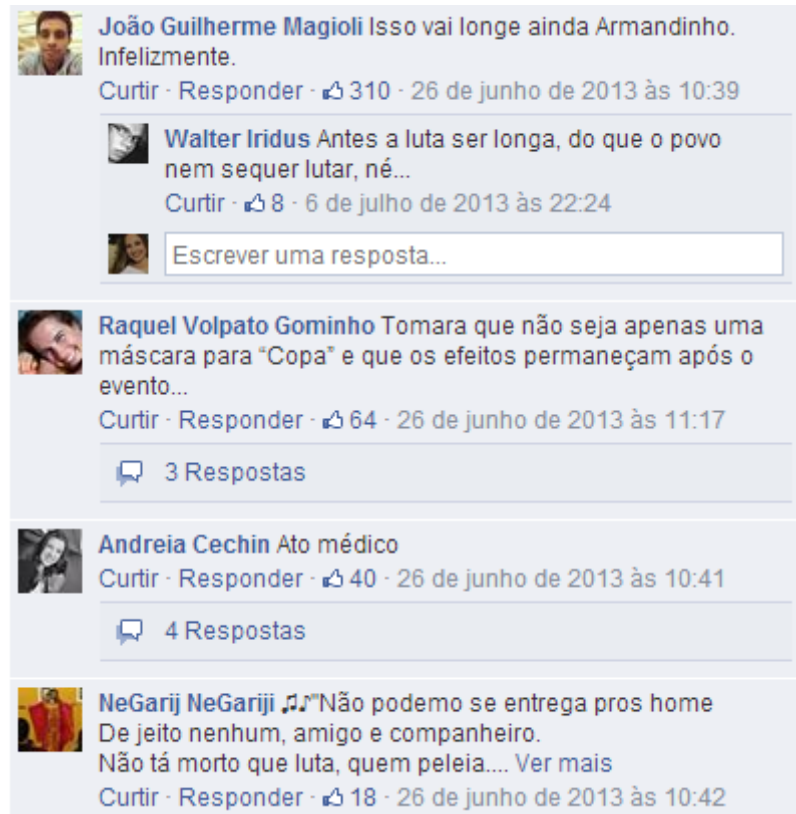 João Guilherme Magioli Isso vai longe ainda Armandinho.
Infelizmente.
Curtir · Responder · 310 · 26 de junho de 2013 às 10:39
Walter Iridus Antes a luta ser longa, do que o povo
nem sequer lutar, né...
Curtir · 8 · 6 de julho de 2013 às 22:24
Escrever uma resposta...
Raquel Volpato Gominho Tomara que não seja apenas uma
máscara para “Copa” e que os efeitos permaneçam após o
evento...
Curtir · Responder · 64 · 26 de junho de 2013 às 11:17
3 Respostas
Andreia Cechin Ato médico
Curtir · Responder · 40 · 26 de junho de 2013 às 10:41
4 Respostas
NeGarij NeGariji ♫♪"Não podemo se entrega pros home
De jeito nenhum, amigo e companheiro.
Não tá morto que luta, quem peleia.... Ver mais
Curtir · Responder · 18 · 26 de junho de 2013 às 10:42